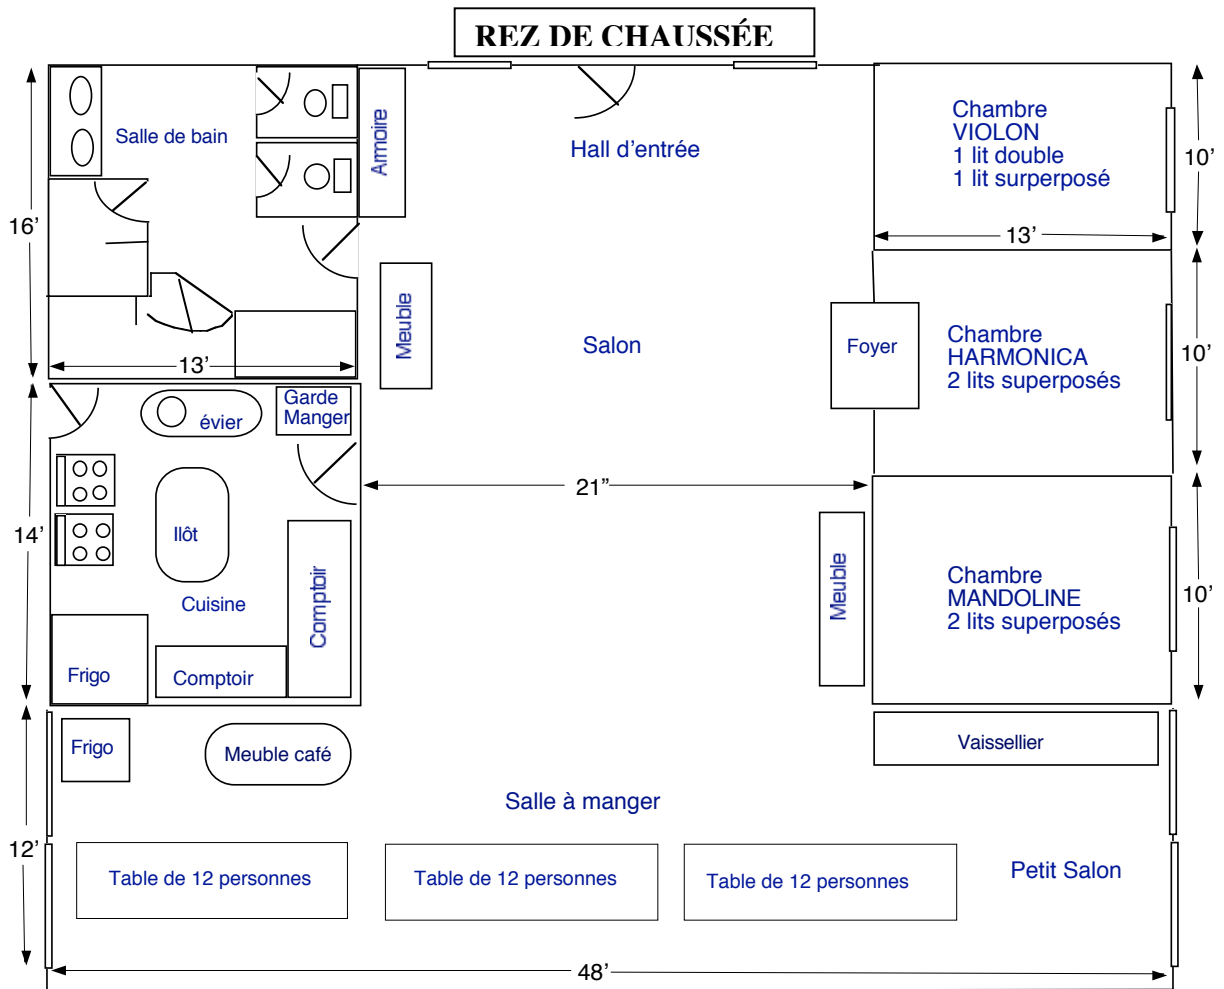 REZ DE CHAUSSÉE
Salle de bain
Armoire
Hall d’entrée
Chambre
VIOLON
1 lit double
1 lit surperposé
10’
13’
16’
Meuble
Salon
Foyer
Chambre
HARMONICA
2 lits superposés
10’
13’
évier
Garde
Manger
21”
14’
Ilôt
Cuisine
Comptoir
Comptoir
Frigo
Meuble
Chambre
MANDOLINE
2 lits superposés
10’
Frigo
Meuble café
Vaissellier
Salle à manger
12’
Table de 12 personnes
Table de 12 personnes
Table de 12 personnes
Petit Salon
48’